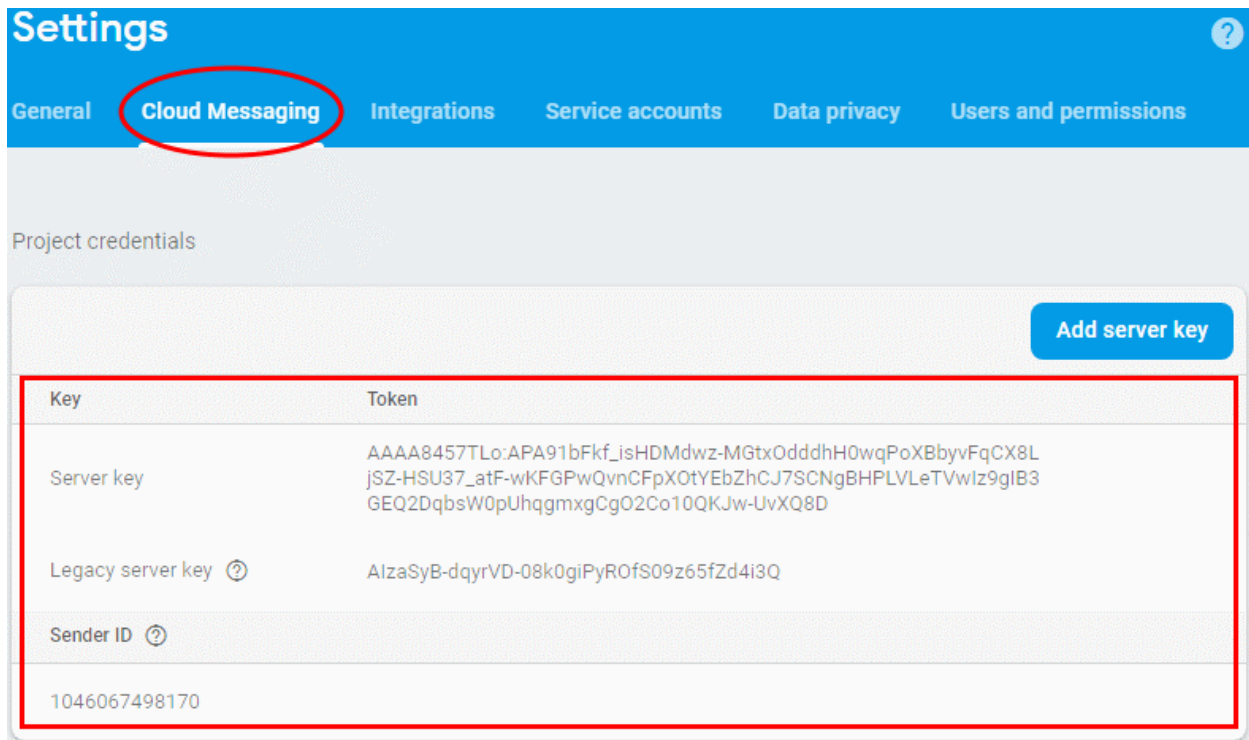 Settings
General Cloud Messaging Integrations Service accounts Data privacy Users and permissions
Project credentials
Add server key
Key Token
Server key
AAAA8457TLo:APA91bFkf_isHDMdwz-MGtxOdddhH0wqPoXBbyvFqCX8L
jSZ-HSU37_atF-wKFGPwQvnCFpXOtYEbZhCJ7SCNgBHPLVLeTVwIz9gIB3
GEQ2DqbsW0pUhqgmxgCgO2Co10QKJw-UvXQ8D
Legacy server key AIzaSyB-dqyrVD-08k0giPyROfS09z65fZd4i3Q
Sender ID
1046067498170